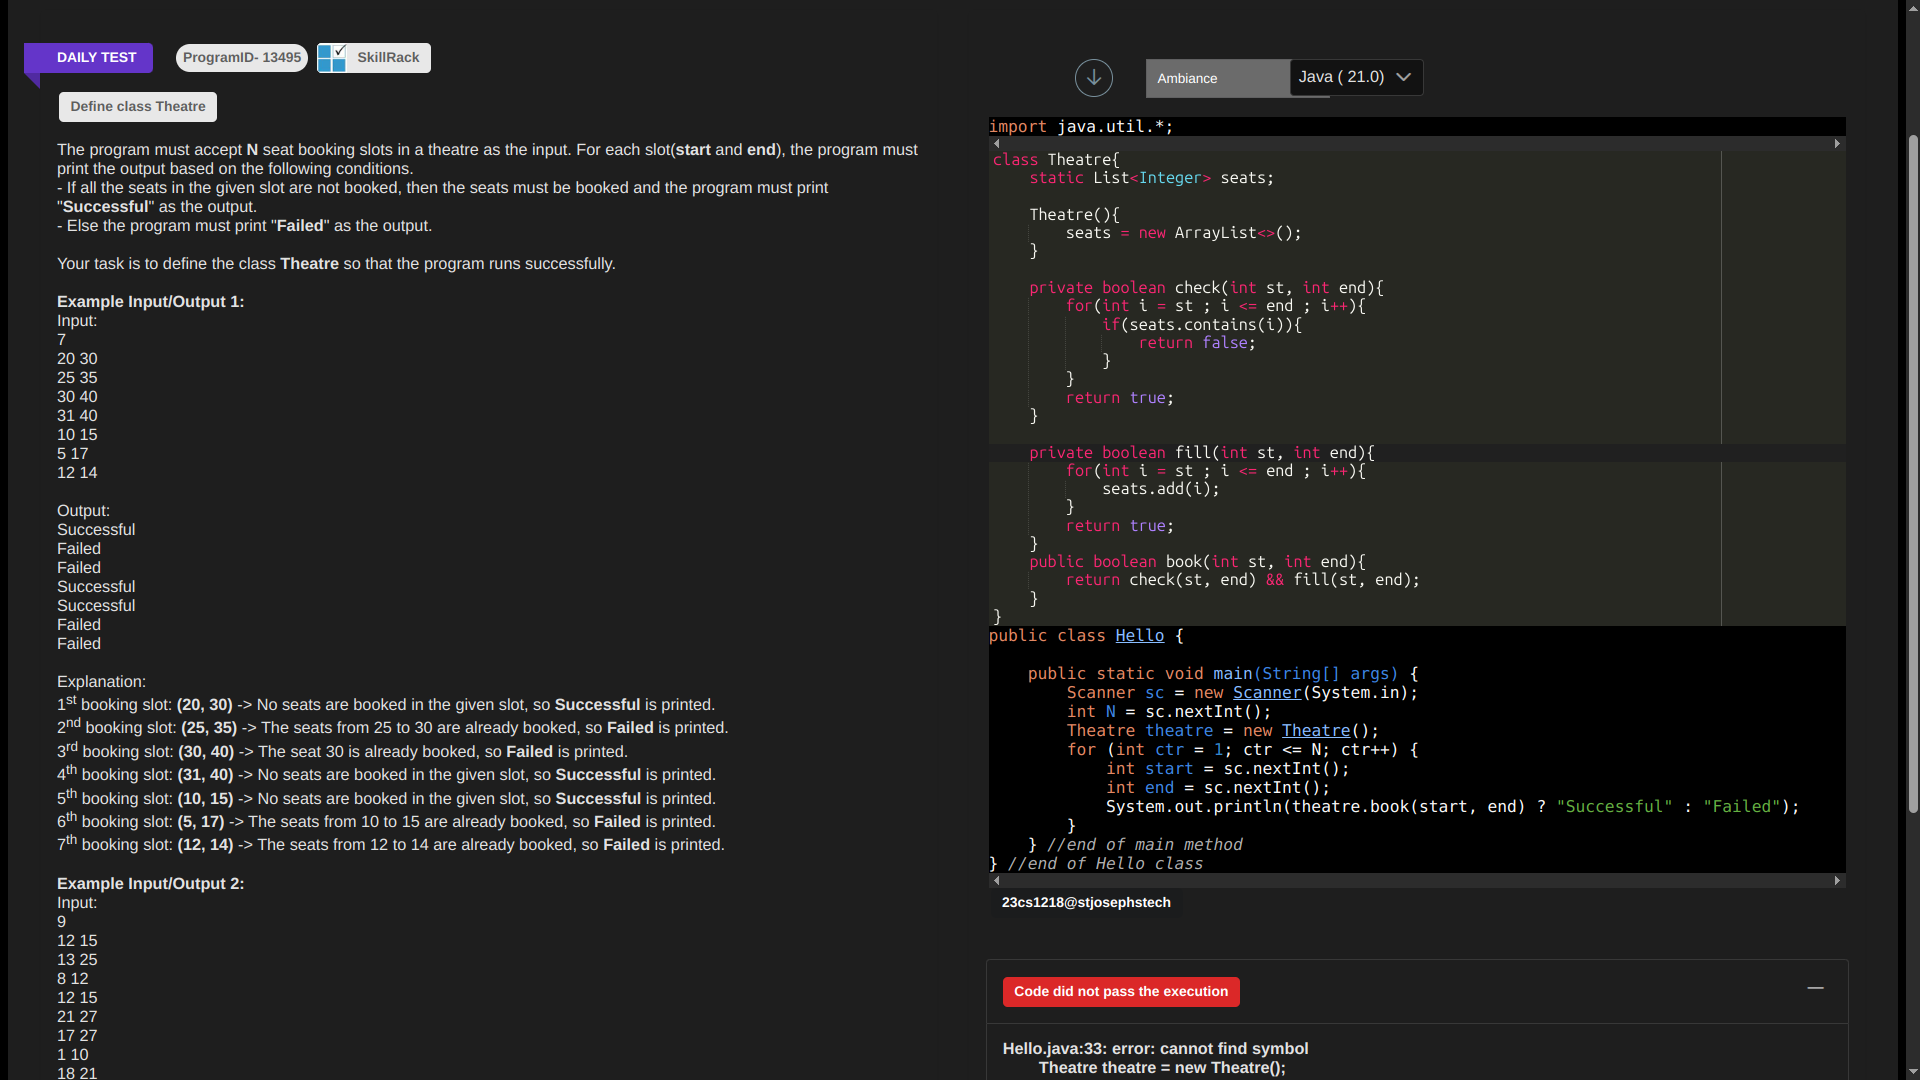 DAILY TEST
ProgramID- 13495
SkillRack
Define class Theatre
The program must accept N seat booking slots in a theatre as the input. For each slot(start and end), the program must
print the output based on the following conditions.
- If all the seats in the given slot are not booked, then the seats must be booked and the program must print
"Successful" as the output.
- Else the program must print "Failed" as the output.
Your task is to define the class Theatre so that the program runs successfully.
Example Input/Output 1:
Input:
7
20 30
25 35
30 40
31 40
10 15
5 17
12 14
Output:
Successful
Failed
Failed
Successful
Successful
Failed
Failed
Explanation:
1st booking slot: (20, 30) -> No seats are booked in the given slot, so Successful is printed.
2nd booking slot: (25, 35) -> The seats from 25 to 30 are already booked, so Failed is printed.
3rd booking slot: (30, 40) -> The seat 30 is already booked, so Failed is printed.
4th booking slot: (31, 40) -> No seats are booked in the given slot, so Successful is printed.
5th booking slot: (10, 15) -> No seats are booked in the given slot, so Successful is printed.
6th booking slot: (5, 17) -> The seats from 10 to 15 are already booked, so Failed is printed.
7th booking slot: (12, 14) -> The seats from 12 to 14 are already booked, so Failed is printed.
Example Input/Output 2:
Input:
9
12 15
13 25
8 12
12 15
21 27
17 27
1 10
18 21
Ambiance
Java ( 21.0)
import java.util.*;
class Theatre{
    static List<Integer> seats;
    Theatre(){
        seats = new ArrayList<>();
    }
    private boolean check(int st, int end){
        for(int i = st ; i <= end ; i++){
            if(seats.contains(i)){
                return false;
            }
        }
        return true;
    }
    private boolean fill(int st, int end){
        for(int i = st ; i <= end ; i++){
            seats.add(i);
        }
        return true;
    }
    public boolean book(int st, int end){
        return check(st, end) && fill(st, end);
    }
}
public class Hello {
    public static void main(String[] args) {
        Scanner sc = new Scanner(System.in);
        int N = sc.nextInt();
        Theatre theatre = new Theatre();
        for (int ctr = 1; ctr <= N; ctr++) {
            int start = sc.nextInt();
            int end = sc.nextInt();
            System.out.println(theatre.book(start, end) ? "Successful" : "Failed");
        }
    } //end of main method
} //end of Hello class
23cs1218@stjosephstech
Code did not pass the execution
Hello.java:33: error: cannot find symbol
Theatre theatre = new Theatre();